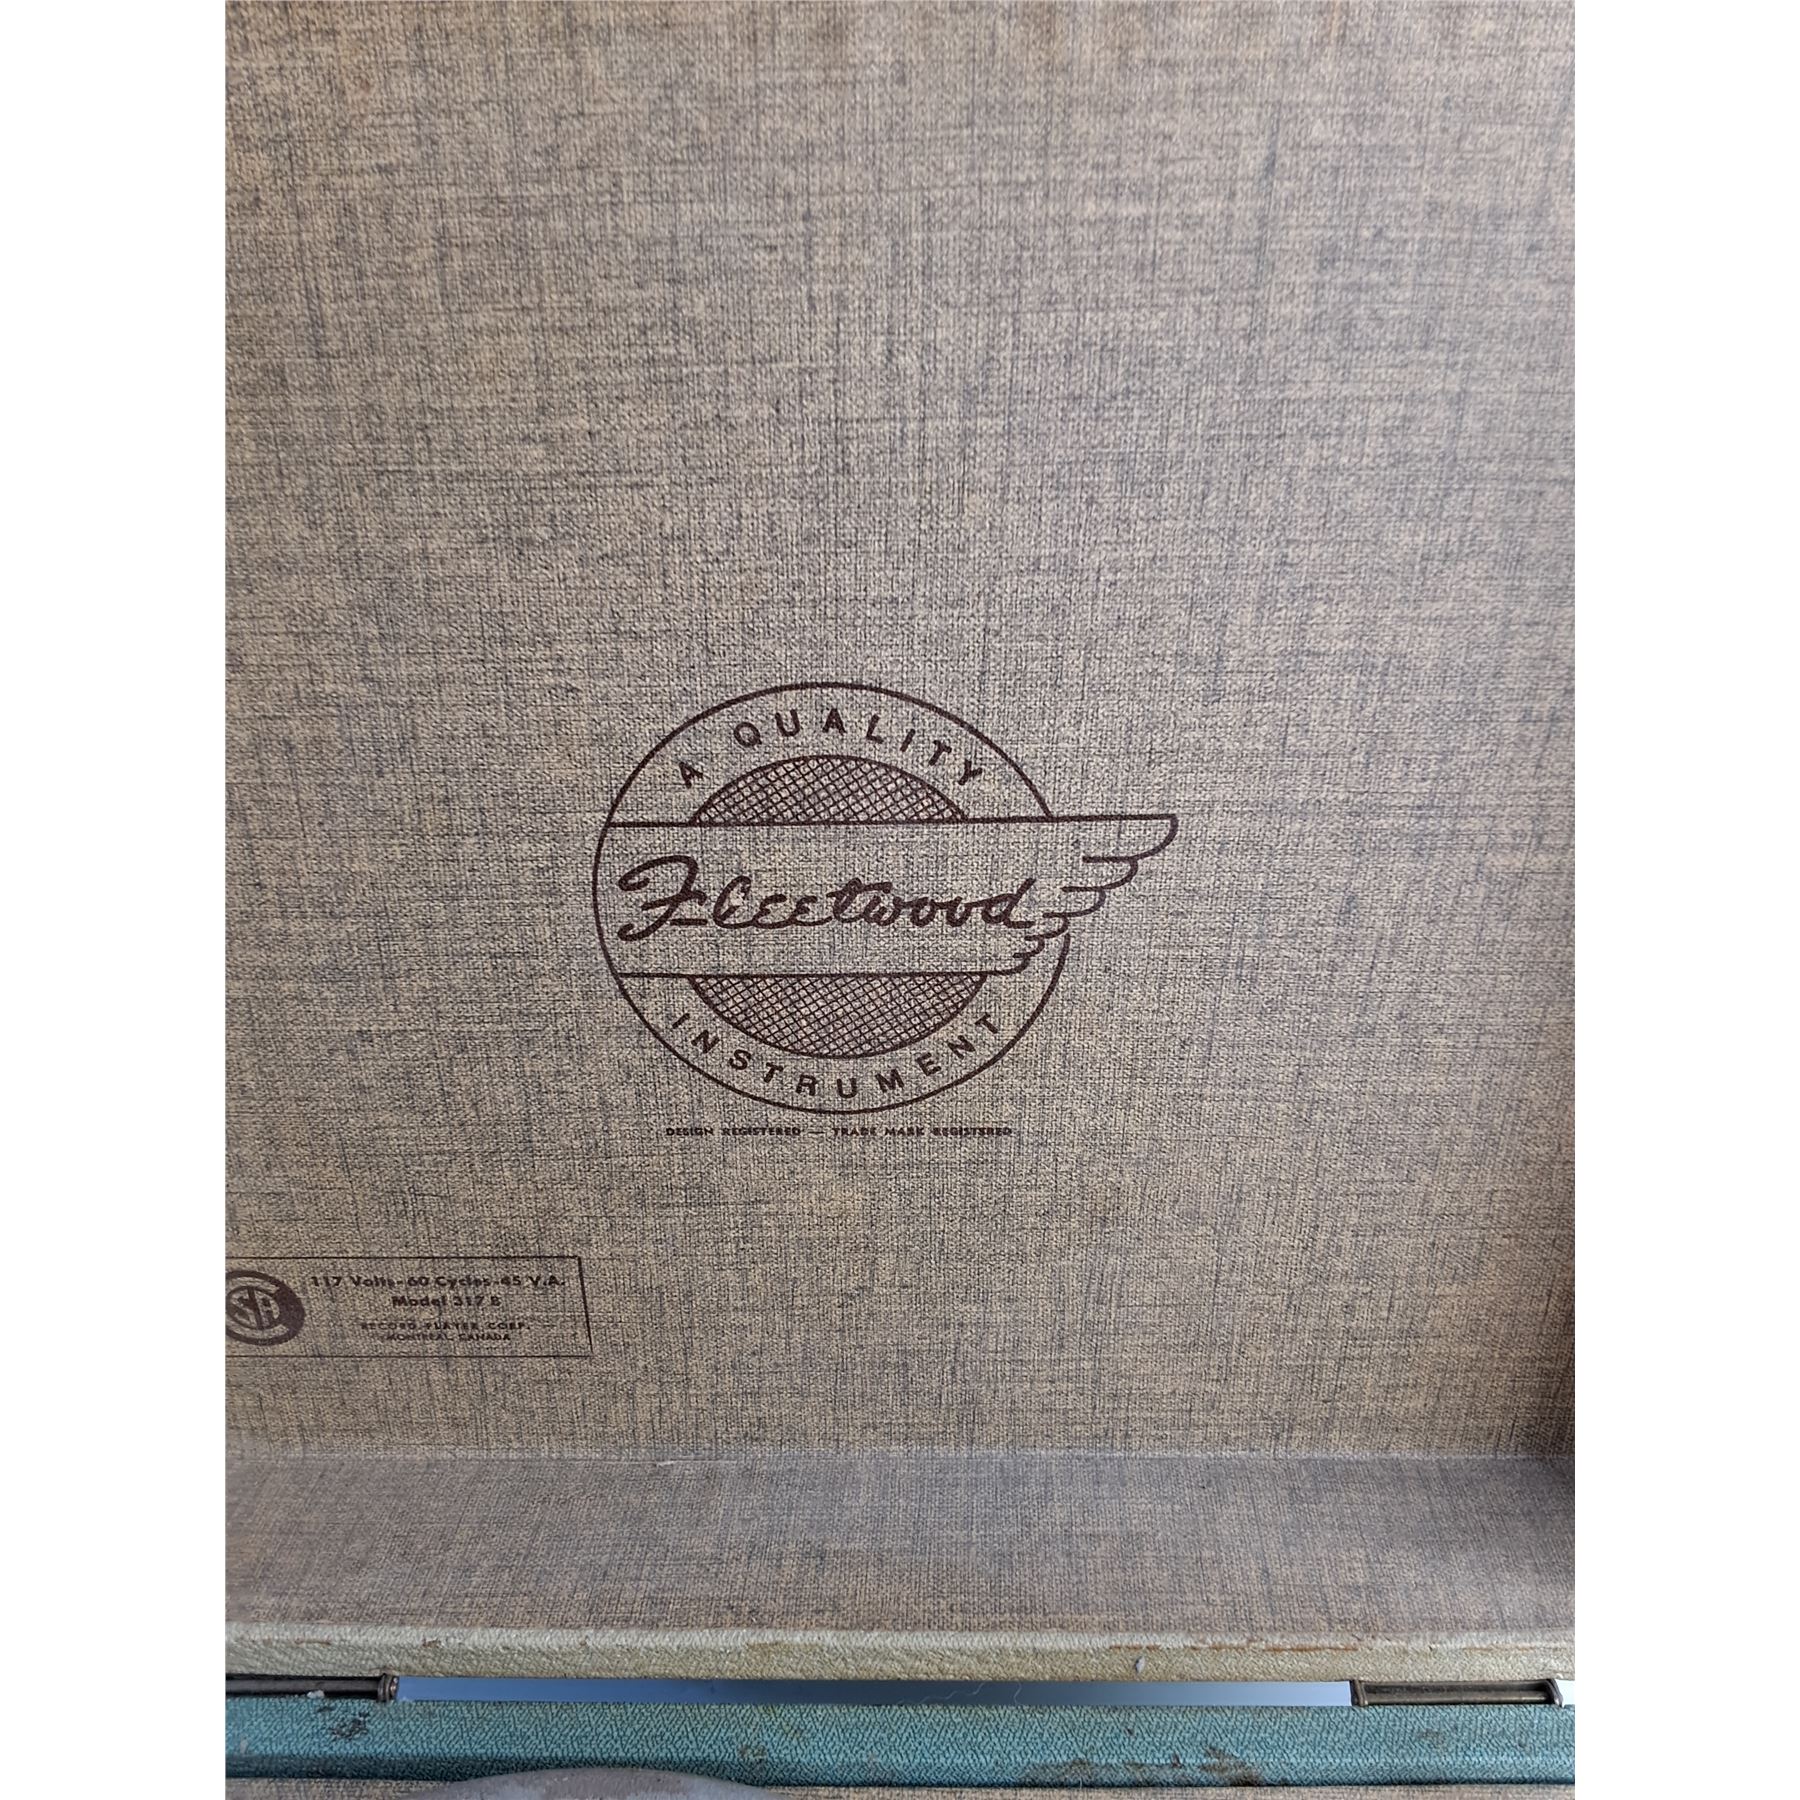 A QUALITY
Fleetwood
INSTRUMENT
DESIGN REGISTERED — TRADE MARK REGISTERED
117 Volts-60 Cycles-45 V.A.
Model 317 B
RECORD PLAYER CORP.
MONTREAL, CANADA